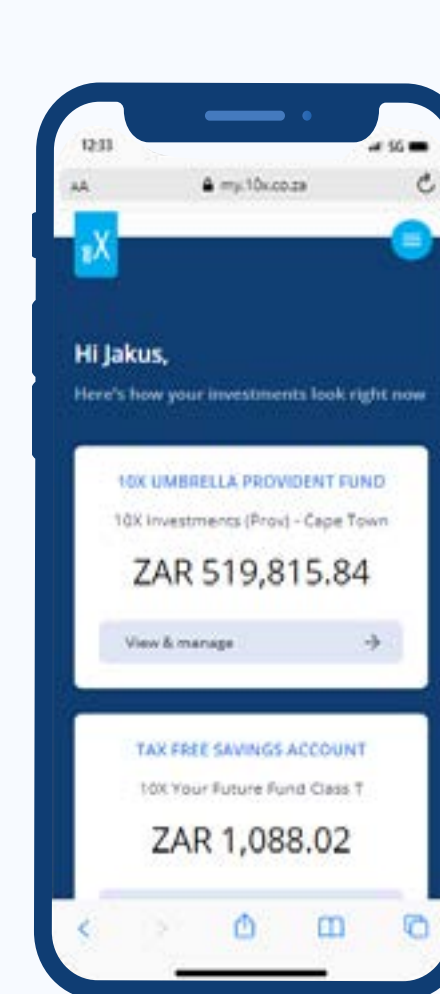 12:33
5G
AA
my.10x.co.za
X
Hi Jakus,
Here's how your investments look right now
10X UMBRELLA PROVIDENT FUND
10X Investments (Prov) - Cape Town
ZAR 519,815.84
View & manage
TAX FREE SAVINGS ACCOUNT
10X Your Future Fund Class T
ZAR 1,088.02